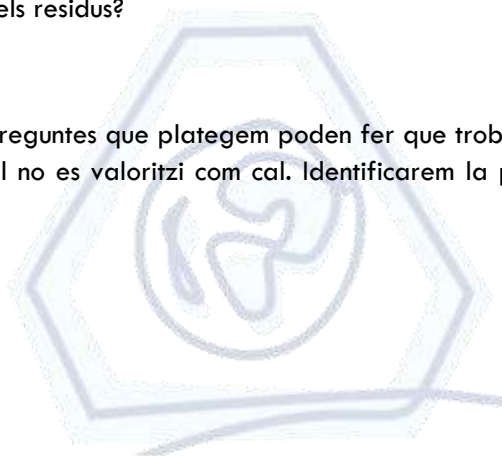 els residus?
reguntes que plategem poden fer que trob
l no es valoritzi com cal. Identificarem la p